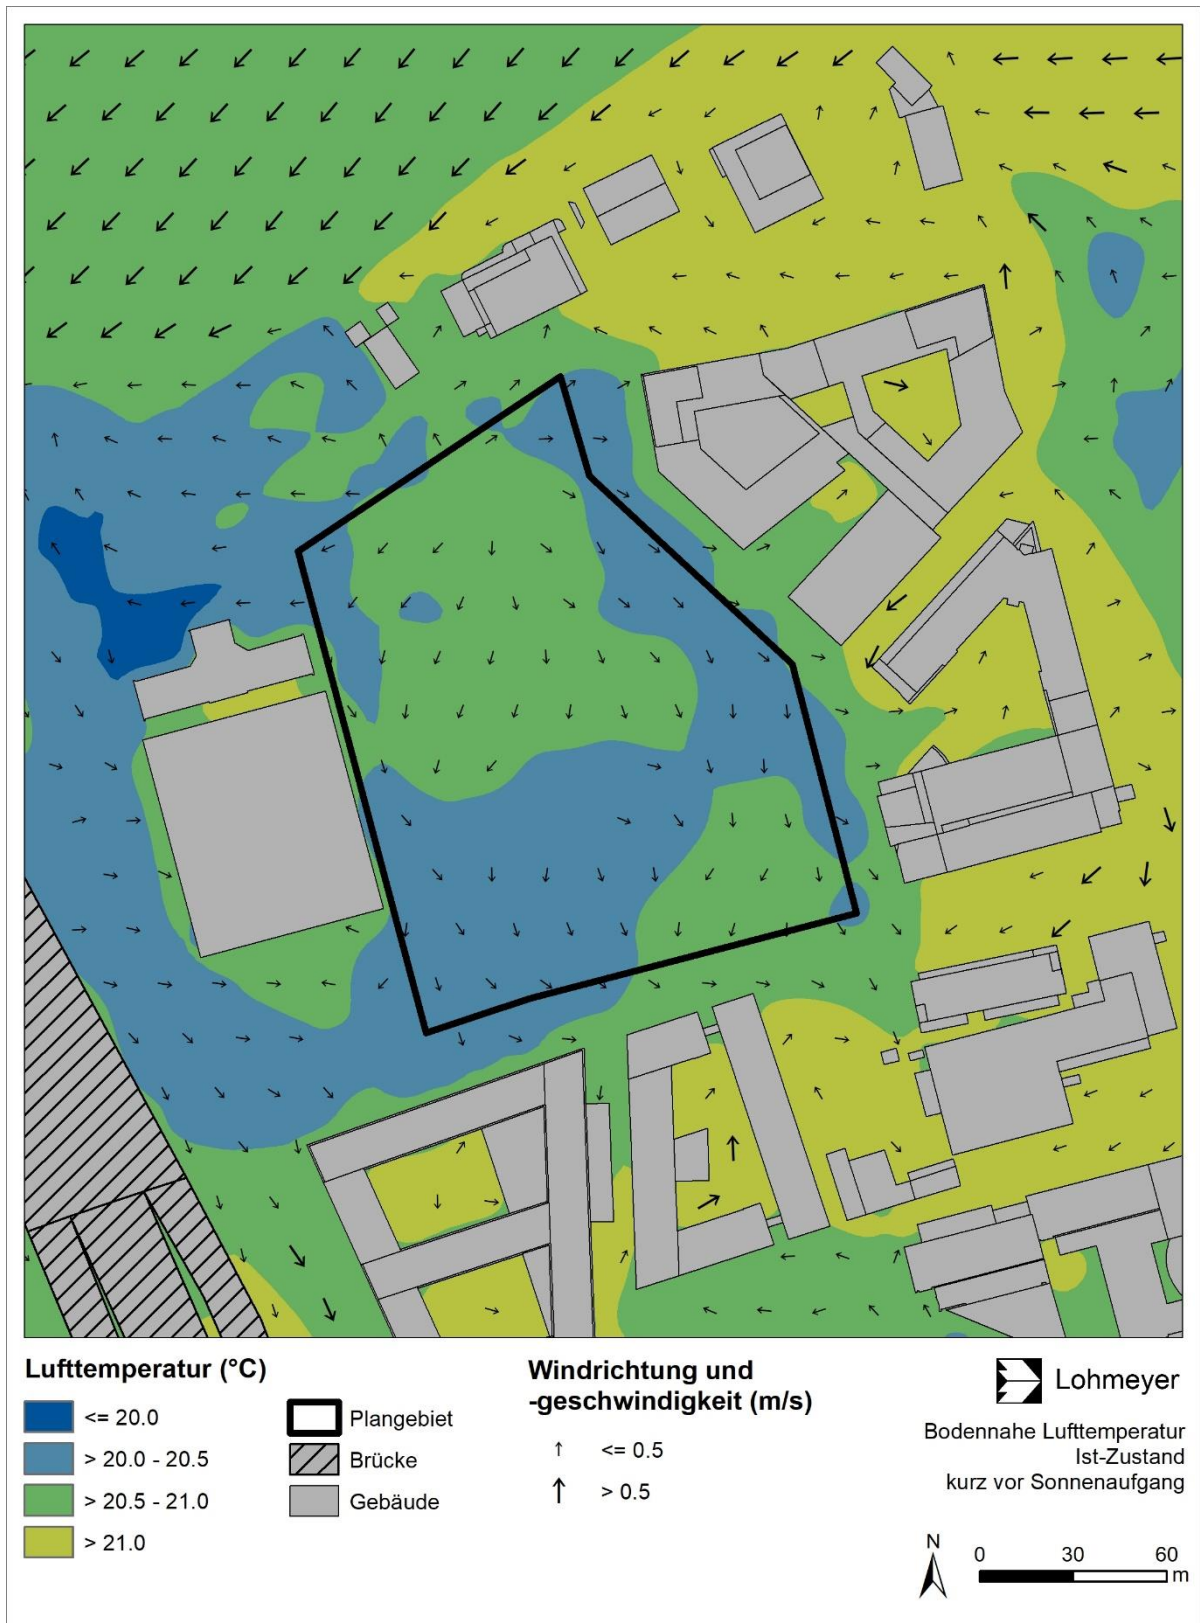 Lufttemperatur (°C)
<= 20.0
> 20.0 - 20.5
> 20.5 - 21.0
> 21.0
Plangebiet
Brücke
Gebäude
Windrichtung und
-geschwindigkeit (m/s)
<= 0.5
> 0.5
Lohmeyer
Bodennahe Lufttemperatur
Ist-Zustand
kurz vor Sonnenaufgang
N
0 30 60
m